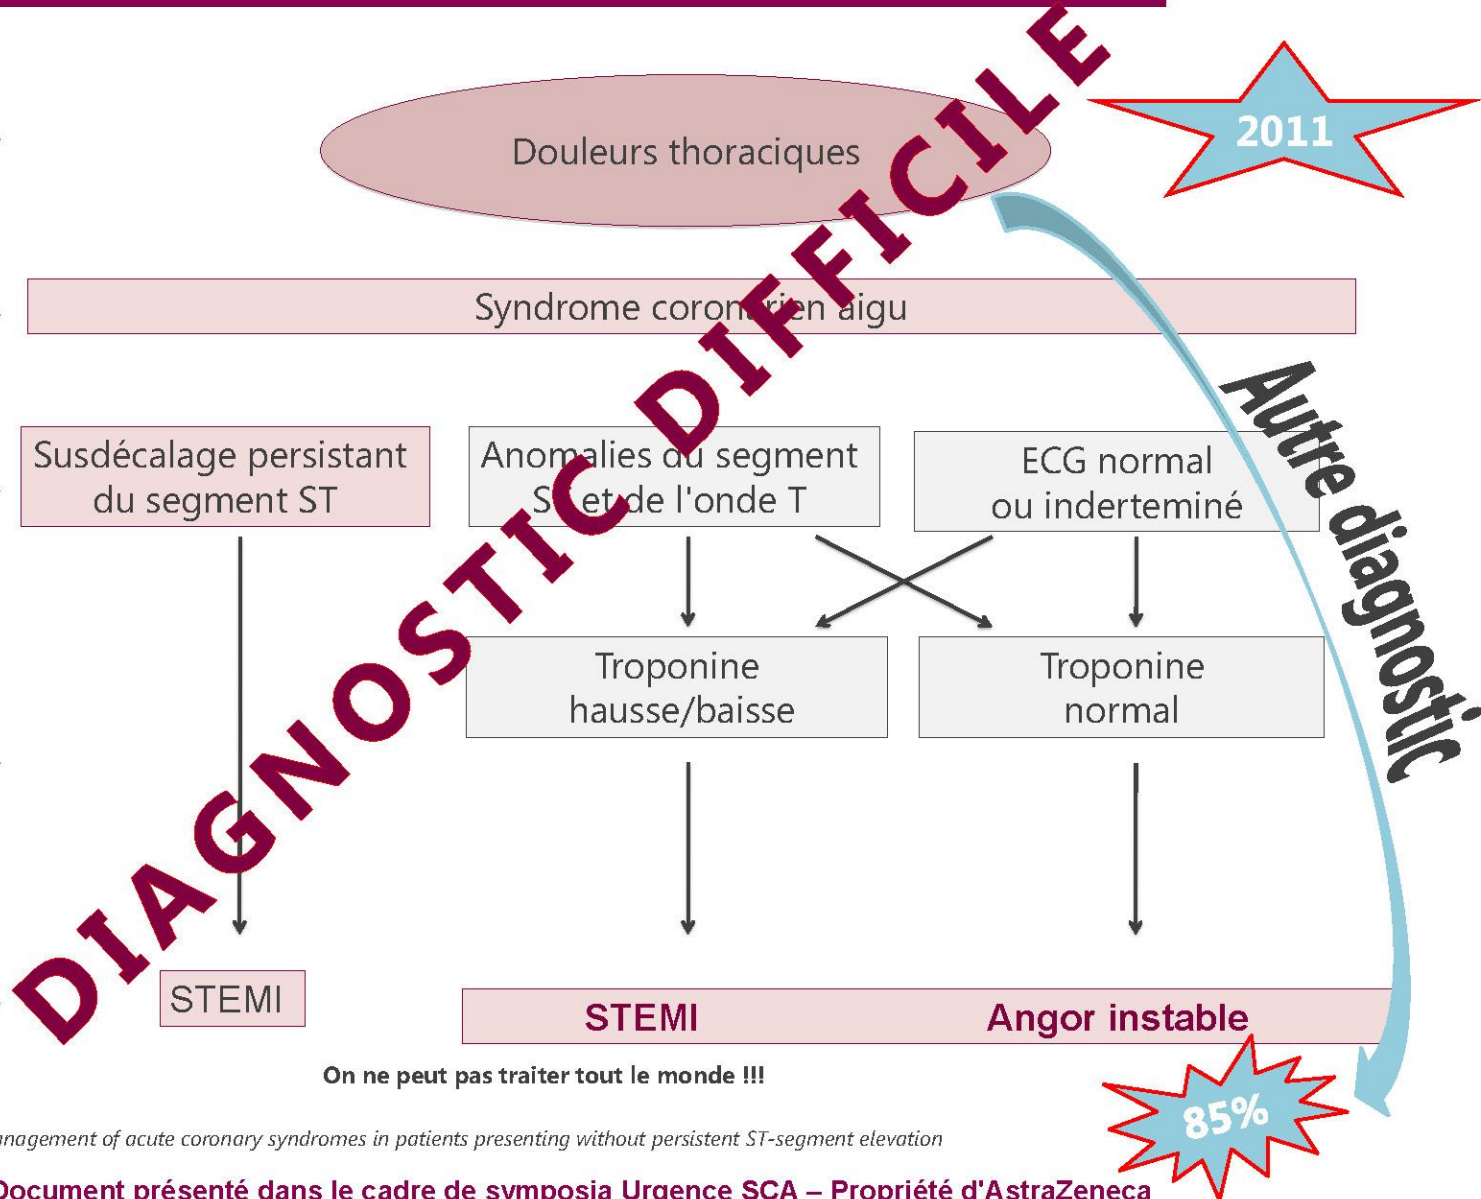 2011
Douleurs thoraciques
Syndrome coronarien aigu
DIAGNOSTIC DIFFICILE
Autre diagnostic
Susdécalage persistant
du segment ST
Anomalies du segment
ST et de l'onde T
ECG normal
ou inderteminé
Troponine
hausse/baisse
Troponine
normal
STEMI
STEMI
Angor instable
On ne peut pas traiter tout le monde !!!
85%
nagement of acute coronary syndromes in patients presenting without persistent ST-segment elevation
Document présenté dans le cadre de symposia Urgence SCA – Propriété d'AstraZeneca